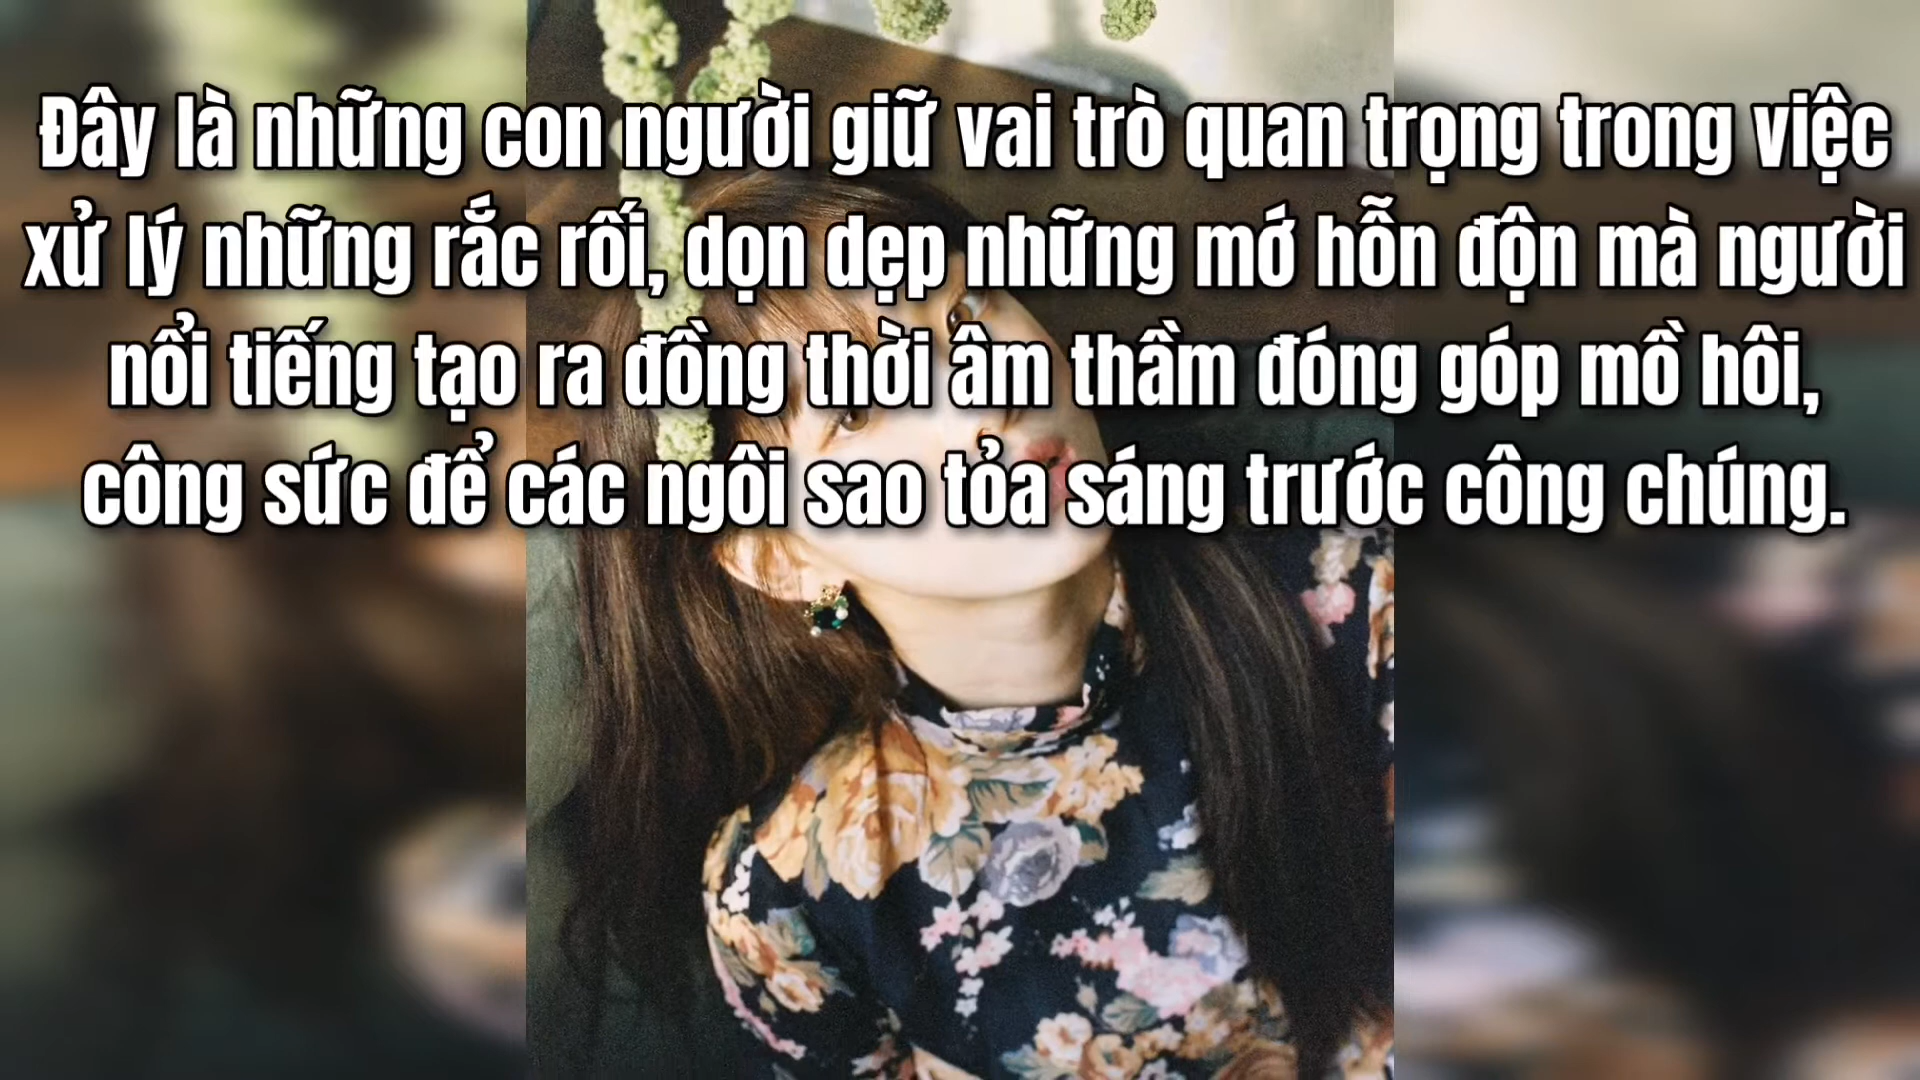 Đây là những con người giữ vai trò quan trọng trong việc
xử lý những rắc rối, dọn dẹp những mớ hỗn độn mà người
nổi tiếng tạo ra đồng thời âm thầm đóng góp mồ hôi,
công sức để các ngôi sao tỏa sáng trước công chúng.